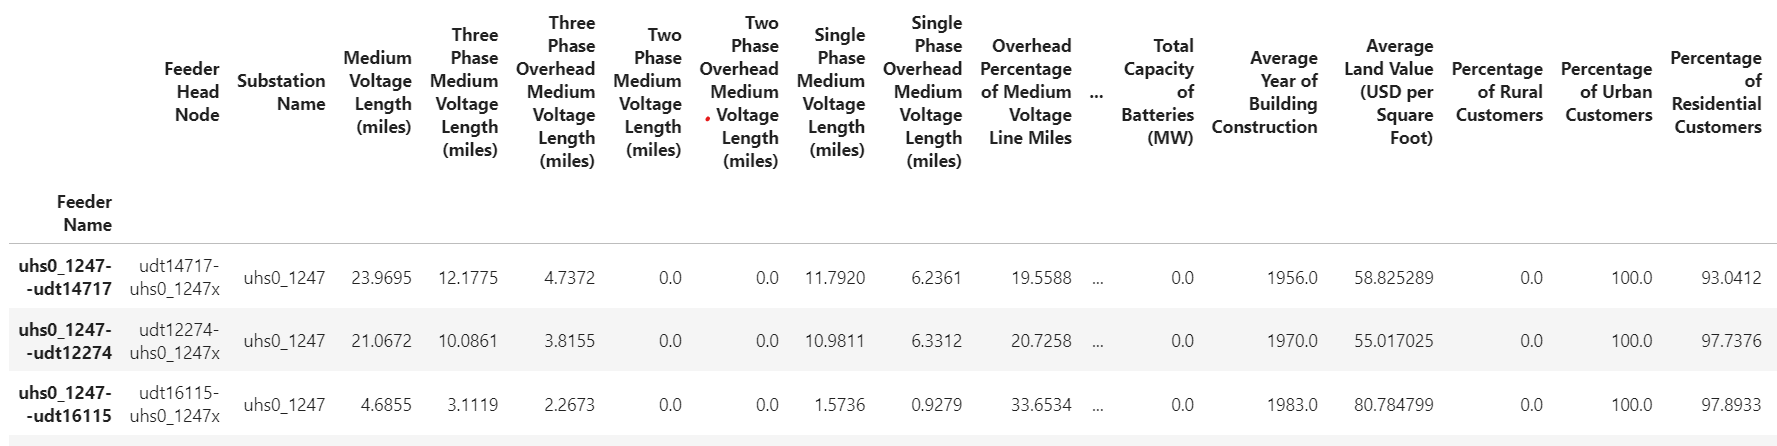 Feeder Head Node Substation Name Medium Voltage Length (miles) Three Phase Medium Voltage Length (miles) Three Phase Overhead Medium Voltage Length (miles) Two Phase Medium Voltage Length (miles) Two Phase Overhead Medium Voltage Length (miles) Single Phase Medium Voltage Length (miles) Single Phase Overhead Medium Voltage Length (miles) Overhead Percentage of Medium Voltage Line Miles ... Total Capacity of Batteries (MW) Average Year of Building Construction Average Land Value (USD per Square Foot) Percentage of Rural Customers Percentage of Urban Customers Percentage of Residential Customers
Feeder Name
uhs0_1247--udt14717 udt14717-uhs0_1247x uhs0_1247 23.9695 12.1775 4.7372 0.0 0.0 11.7920 6.2361 19.5588 ... 0.0 1956.0 58.825289 0.0 100.0 93.0412
uhs0_1247--udt12274 udt12274-uhs0_1247x uhs0_1247 21.0672 10.0861 3.8155 0.0 0.0 10.9811 6.3312 20.7258 ... 0.0 1970.0 55.017025 0.0 100.0 97.7376
uhs0_1247--udt16115 udt16115-uhs0_1247x uhs0_1247 4.6855 3.1119 2.2673 0.0 0.0 1.5736 0.9279 33.6534 ... 0.0 1983.0 80.784799 0.0 100.0 97.8933